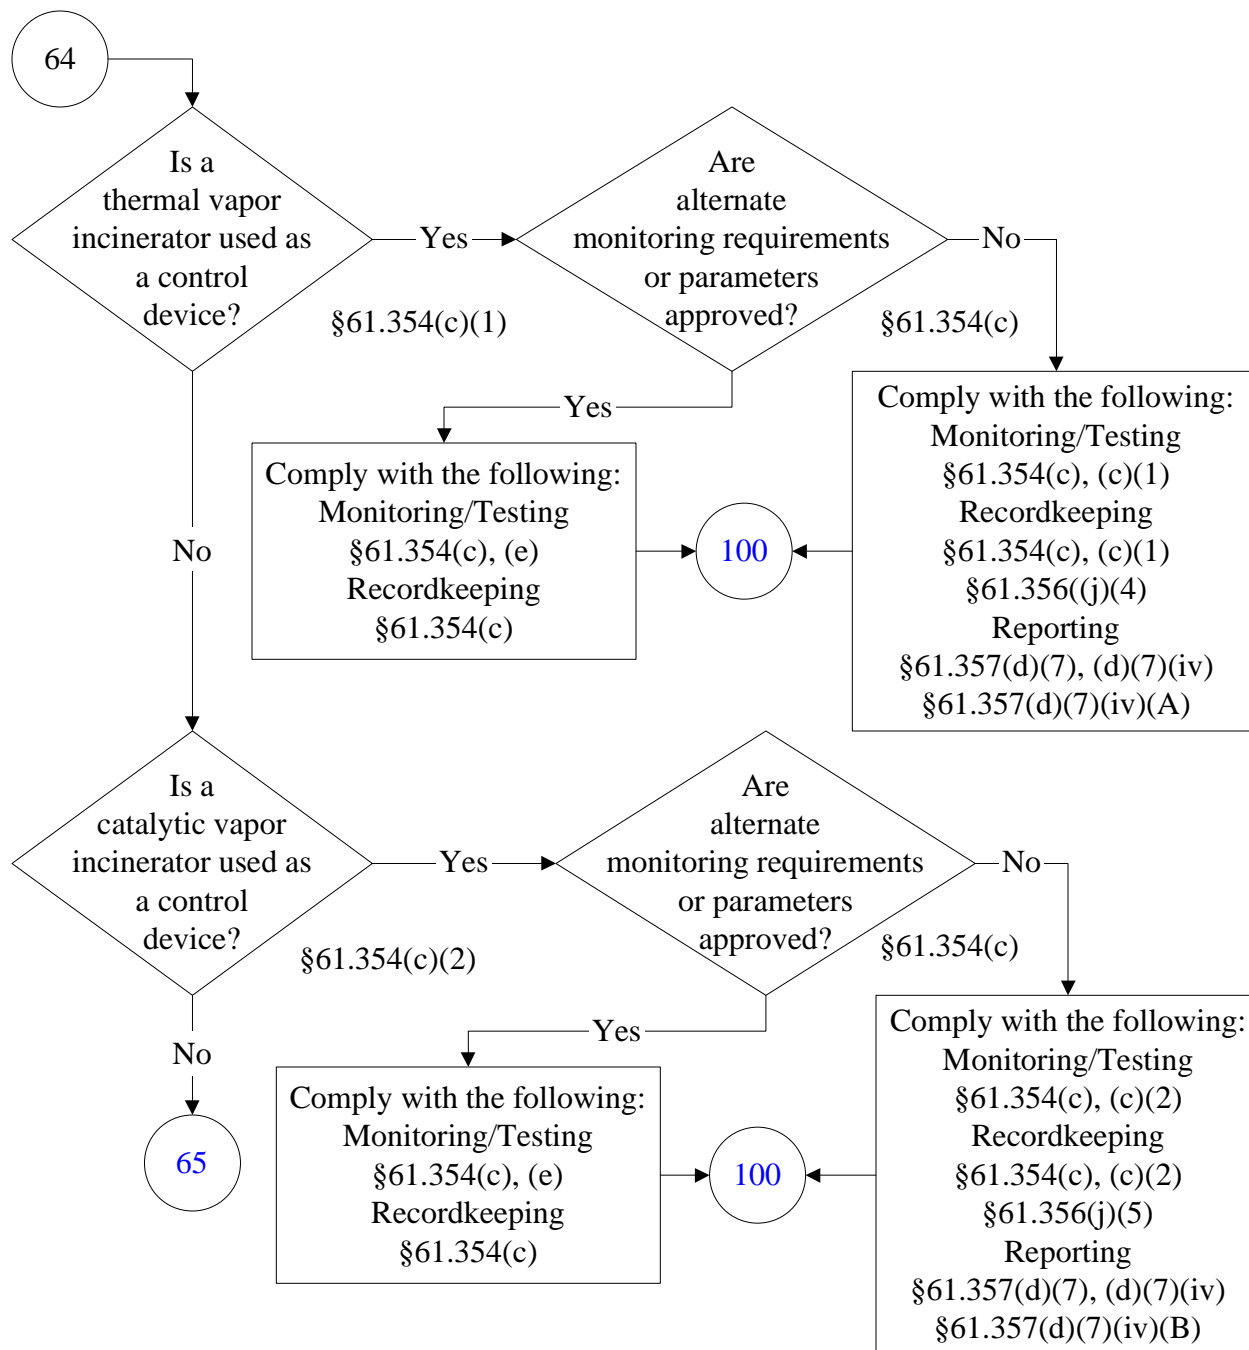 64
Is a
thermal vapor
incinerator used as
a control
device?
Yes
§61.354(c)(1)
Are
alternate
monitoring requirements
or parameters
approved?
No
§61.354(c)
Yes
Comply with the following:
Monitoring/Testing
§61.354(c), (e)
Recordkeeping
§61.354(c)
100
Comply with the following:
Monitoring/Testing
§61.354(c), (c)(1)
Recordkeeping
§61.354(c), (c)(1)
§61.356((j)(4)
Reporting
§61.357(d)(7), (d)(7)(iv)
§61.357(d)(7)(iv)(A)
No
Is a
catalytic vapor
incinerator used as
a control
device?
Yes
§61.354(c)(2)
Are
alternate
monitoring requirements
or parameters
approved?
No
§61.354(c)
Yes
No
65
Comply with the following:
Monitoring/Testing
§61.354(c), (e)
Recordkeeping
§61.354(c)
100
Comply with the following:
Monitoring/Testing
§61.354(c), (c)(2)
Recordkeeping
§61.354(c), (c)(2)
§61.356(j)(5)
Reporting
§61.357(d)(7), (d)(7)(iv)
§61.357(d)(7)(iv)(B)